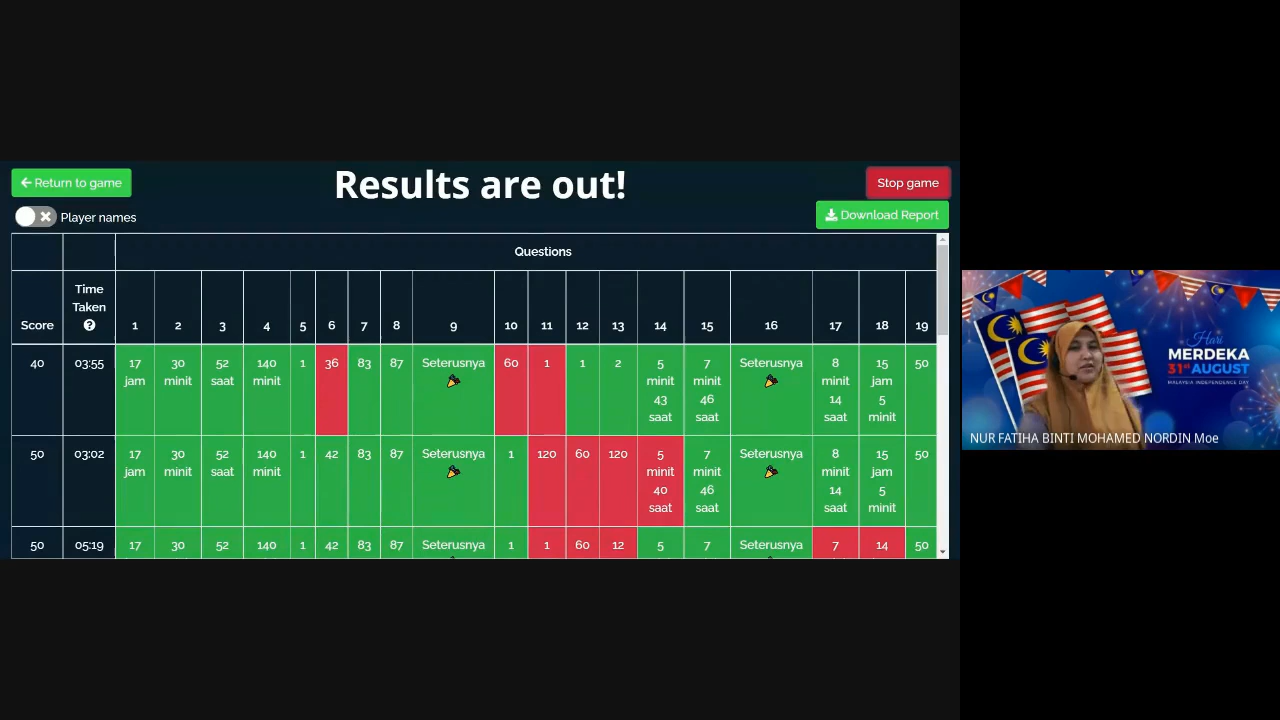 Return to game
Results are out!
Stop game
Player names
Download Report
Questions
Score Time Taken 1 2 3 4 5 6 7 8 9 10 11 12 13 14 15 16 17 18 19
40 03:55 17 jam 30 minit 52 saat 140 minit 1 36 83 87 Seterusnya 60 1 1 2 5 minit 43 saat 7 minit 46 saat Seterusnya 8 minit 14 saat 15 jam 5 minit 50
50 03:02 17 jam 30 minit 52 saat 140 minit 1 42 83 87 Seterusnya 1 120 60 120 5 minit 40 saat 7 minit 46 saat Seterusnya 8 minit 14 saat 15 jam 5 minit 50
50 05:19 17 30 52 140 1 42 83 87 Seterusnya 1 1 60 12 5 7 Seterusnya 7 14 50
Hari
MERDEKA
31st AUGUST
MALAYSIA INDEPENDENCE DAY
NUR FATIHA BINTI MOHAMED NORDIN Moe